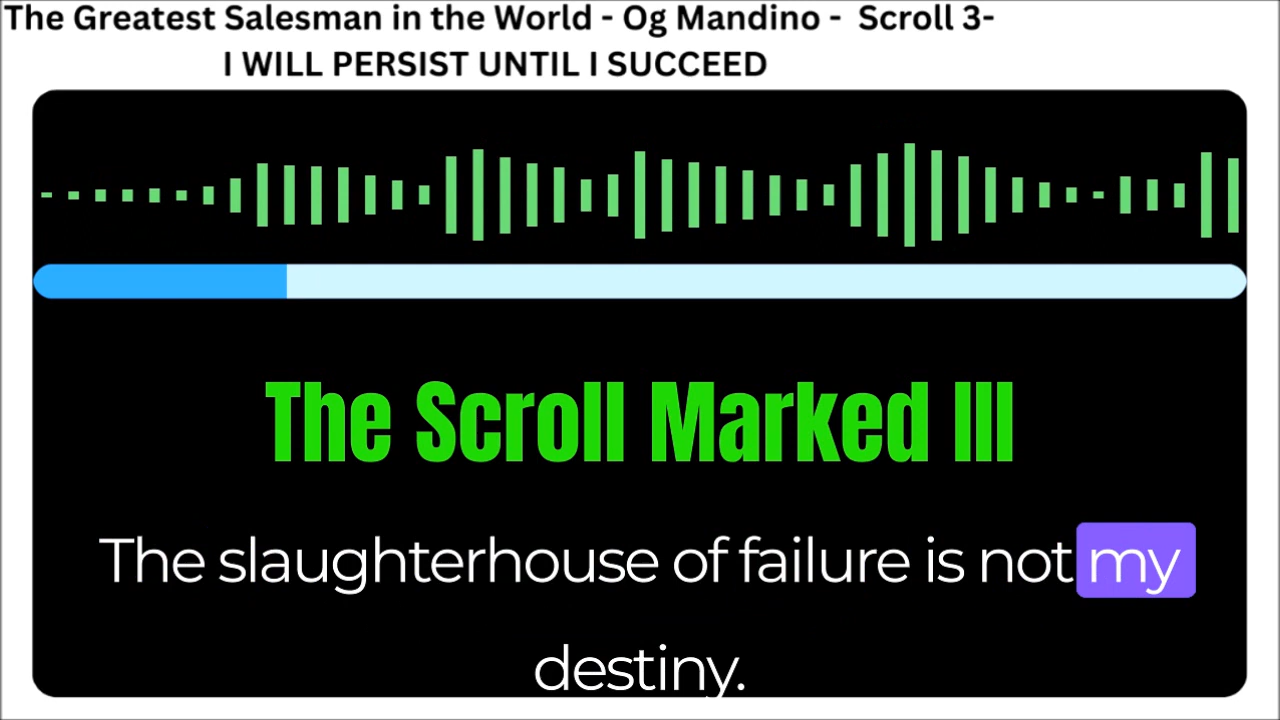 The Greatest Salesman in the World - Og Mandino - Scroll 3-
I WILL PERSIST UNTIL I SUCCEED
The Scroll Marked III
The slaughterhouse of failure is not my
destiny.